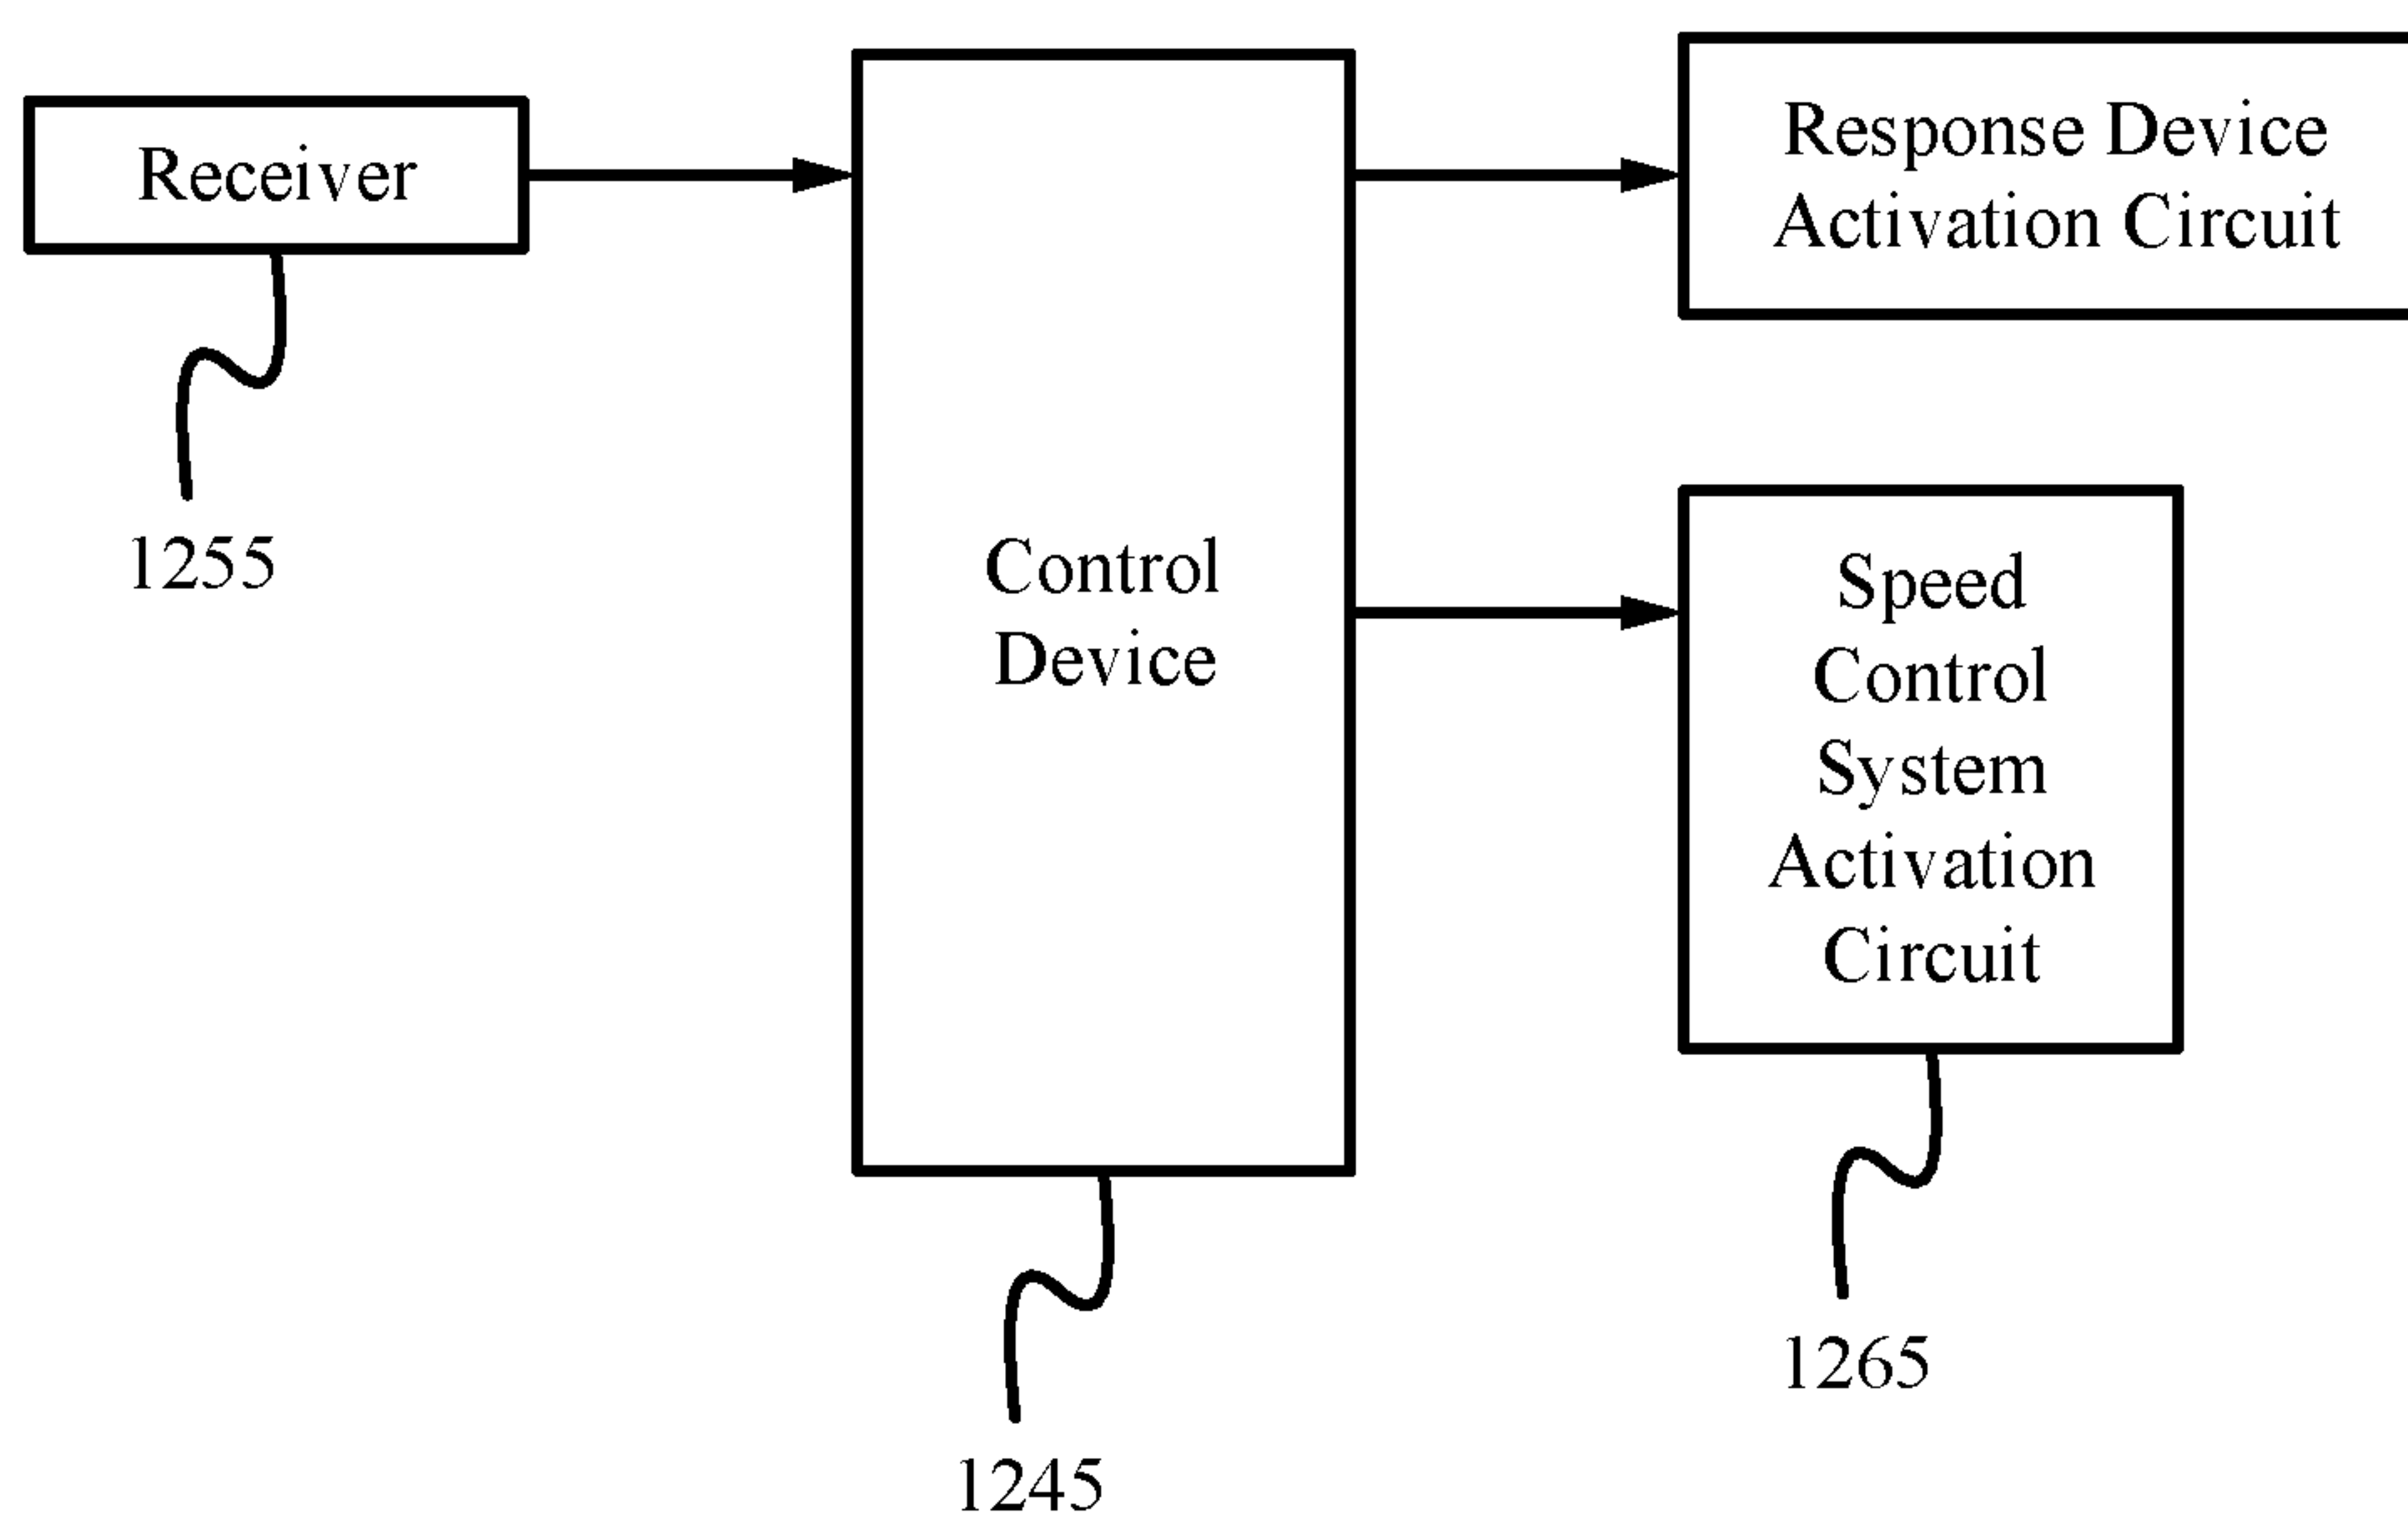 Receiver
1255
Control
Device
1245
Response Device
Activation Circuit
Speed
Control
System
Activation
Circuit
1265